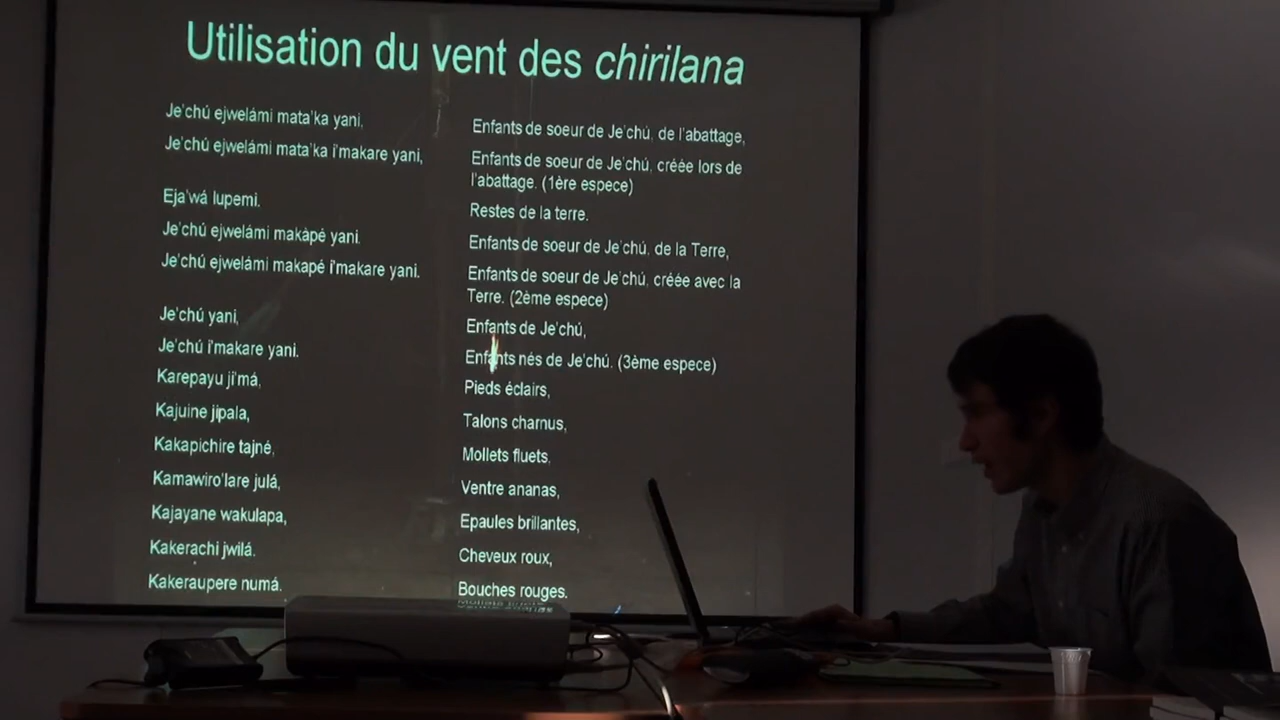 Utilisation du vent des chirilana
Je'chú ejwelámi mata'ka yani,
Je'chú ejwelámi mata'ka i'makare yani,
Eja'wá lupemi.
Je'chú ejwelámi makápé yani.
Je'chú ejwelámi makapé i'makare yani.
Je'chú yani,
Je'chú i'makare yani.
Karepayu ji'má,
Kajuine jipala,
Kakapichire tajné,
Kamawiro'lare julá,
Kajayane wakulapa,
Kakerachi jwilá.
Kakeraupere numá.
Enfants de soeur de Je'chú, de l'abattage,
Enfants de soeur de Je'chú, créée lors de
l'abattage. (1ère espece)
Restes de la terre.
Enfants de soeur de Je'chú, de la Terre,
Enfants de soeur de Je'chú, créée avec la
Terre. (2ème espece)
Enfants de Je'chú,
Enfants nés de Je'chú. (3ème espece)
Pieds éclairs,
Talons charnus,
Mollets fluets,
Ventre ananas,
Epaules brillantes,
Cheveux roux,
Bouches rouges.